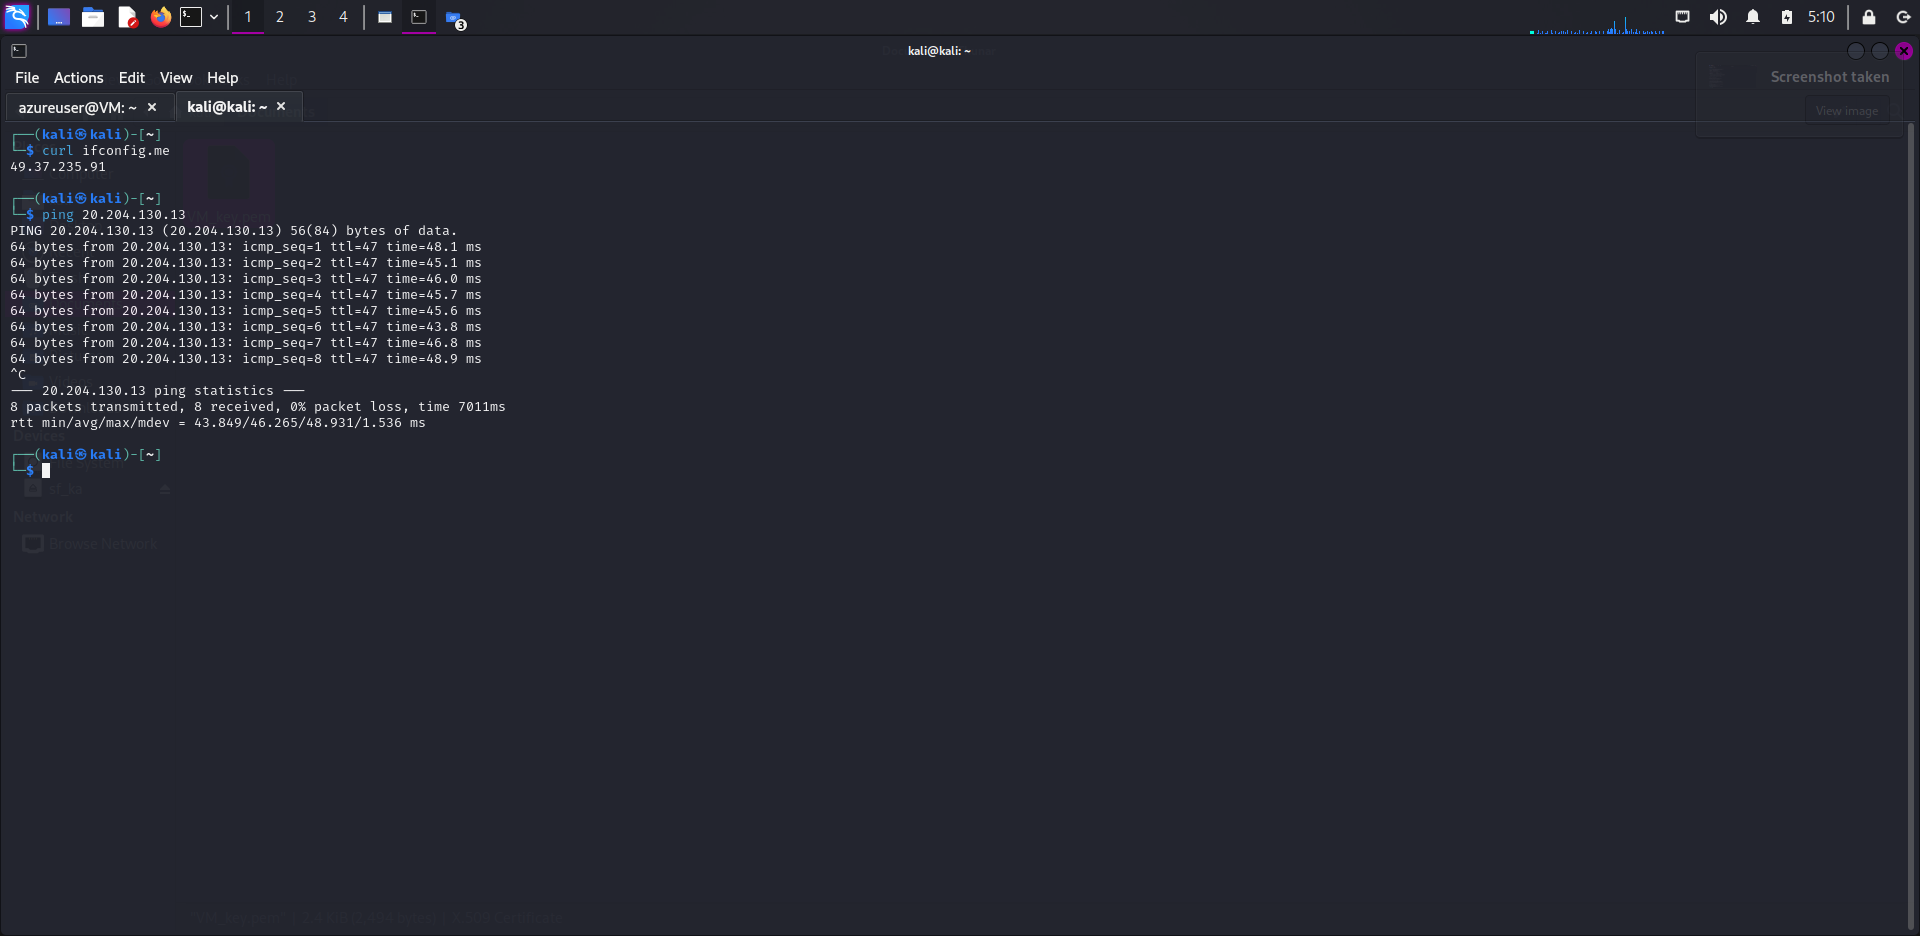 1 2 3 4 3 5:10
kali@kali: ~
File Actions Edit View Help
Screenshot taken
azureuser@VM: ~ × kali@kali: ~ ×
View image
┌──(kali㉿kali)-[~]
└─$ curl ifconfig.me
49.37.235.91
┌──(kali㉿kali)-[~]
└─$ ping 20.204.130.13
VM_key.pem
PING 20.204.130.13 (20.204.130.13) 56(84) bytes of data.
64 bytes from 20.204.130.13: icmp_seq=1 ttl=47 time=48.1 ms
64 bytes from 20.204.130.13: icmp_seq=2 ttl=47 time=45.1 ms
64 bytes from 20.204.130.13: icmp_seq=3 ttl=47 time=46.0 ms
64 bytes from 20.204.130.13: icmp_seq=4 ttl=47 time=45.7 ms
64 bytes from 20.204.130.13: icmp_seq=5 ttl=47 time=45.6 ms
64 bytes from 20.204.130.13: icmp_seq=6 ttl=47 time=43.8 ms
64 bytes from 20.204.130.13: icmp_seq=7 ttl=47 time=46.8 ms
64 bytes from 20.204.130.13: icmp_seq=8 ttl=47 time=48.9 ms
^C
--- 20.204.130.13 ping statistics ---
8 packets transmitted, 8 received, 0% packet loss, time 7011ms
rtt min/avg/max/mdev = 43.849/46.265/48.931/1.536 ms
Devices
┌──(kali㉿kali)-[~]
File System
└─$
sf_ka
Network
Browse Network